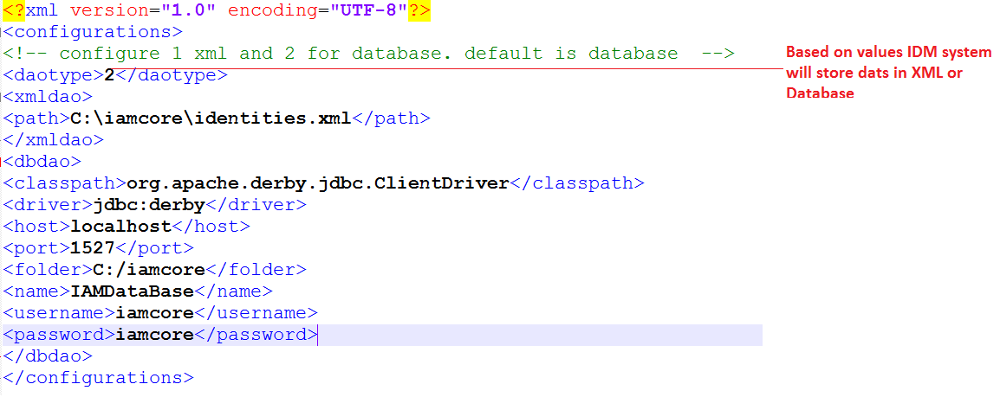 <?xml version="1.0" encoding="UTF-8"?>
<configurations>
<!-- configure 1 xml and 2 for database. default is database  -->
<daotype>2</daotype>
<xmldao>
<path>C:\iamcore\identities.xml</path>
</xmldao>
<dbdao>
<classpath>org.apache.derby.jdbc.ClientDriver</classpath>
<driver>jdbc:derby</driver>
<host>localhost</host>
<port>1527</port>
<folder>C:/iamcore</folder>
<name>IAMDataBase</name>
<username>iamcore</username>
<password>iamcore</password>
</dbdao>
</configurations>
Based on values IDM system
will store dats in XML or
Database